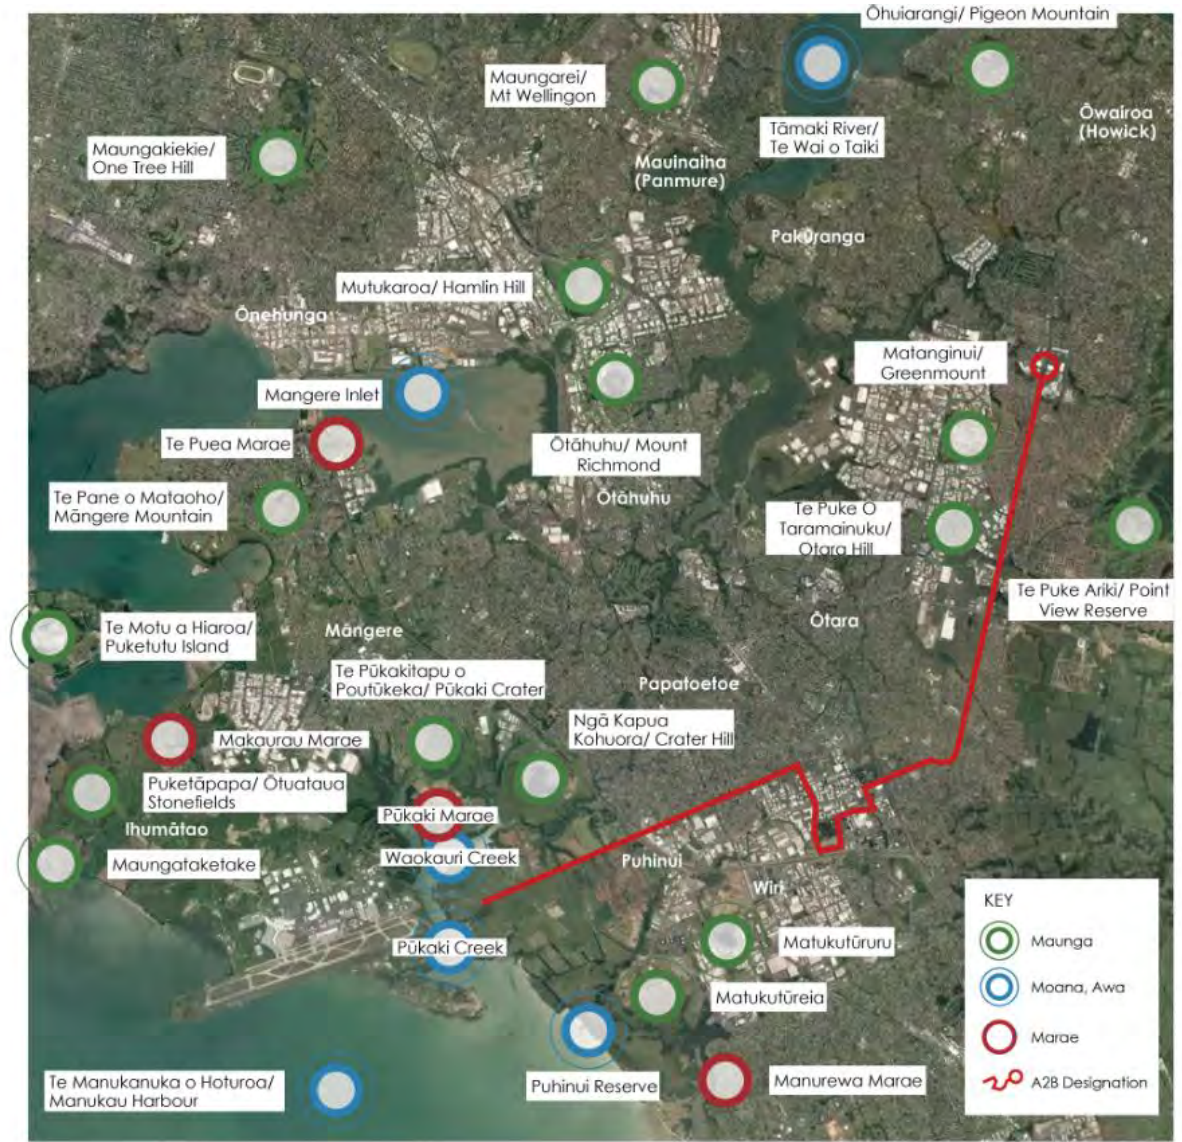 Ōhuiarangi/ Pigeon Mountain
Maungarei/
Mt Wellingon
Ōwairoa
(Howick)
Tāmaki River/
Te Wai o Taiki
Maungakiekie/
One Tree Hill
Mauinaiha
(Panmure)
Pakūranga
Mutukaroa/ Hamlin Hill
Ōnehunga
Matanginui/
Greenmount
Mangere Inlet
Te Puea Marae
Ōtāhuhu/ Mount
Richmond
Ōtāhuhu
Te Pane o Mataoho/
Māngere Mountain
Te Puke O
Taramainuku/
Otara Hill
Te Puke Ariki/ Point
View Reserve
Te Motu a Hiaroa/
Puketutu Island
Māngere
Ōtara
Te Pūkakitapu o
Poutūkeka/ Pūkaki Crater
Papatoetoe
Ngā Kapua
Kohuora/ Crater Hill
Makaurau Marae
Puketāpapa/ Ōtuataua
Stonefields
Pūkaki Marae
Ihumātao
Waokauri Creek
Puhinui
Maungataketake
Wiri
Pūkaki Creek
Matukutūruru
Matukutūreia
Te Manukanuka o Hoturoa/
Manukau Harbour
Puhinui Reserve
Manurewa Marae
KEY
Maunga
Moana, Awa
Marae
A2B Designation